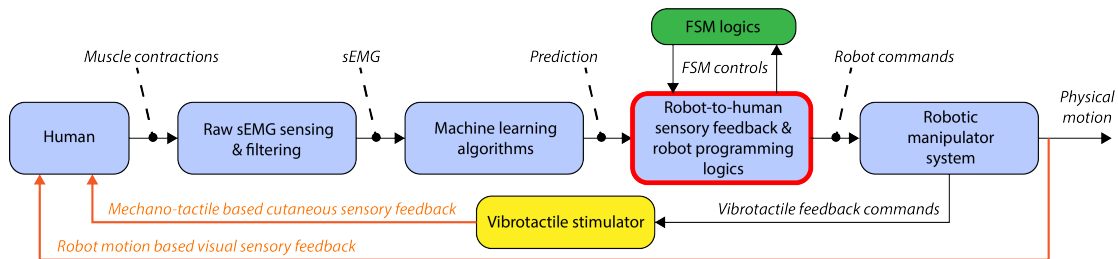 FSM logics
Muscle contractions
sEMG
Prediction
FSM controls
Robot commands
Physical
motion
Human
Raw sEMG sensing
& filtering
Machine learning
algorithms
Robot-to-human
sensory feedback &
robot programming
logics
Robotic
manipulator
system
Mechano-tactile based cutaneous sensory feedback
Vibrotactile stimulator
Vibrotactile feedback commands
Robot motion based visual sensory feedback